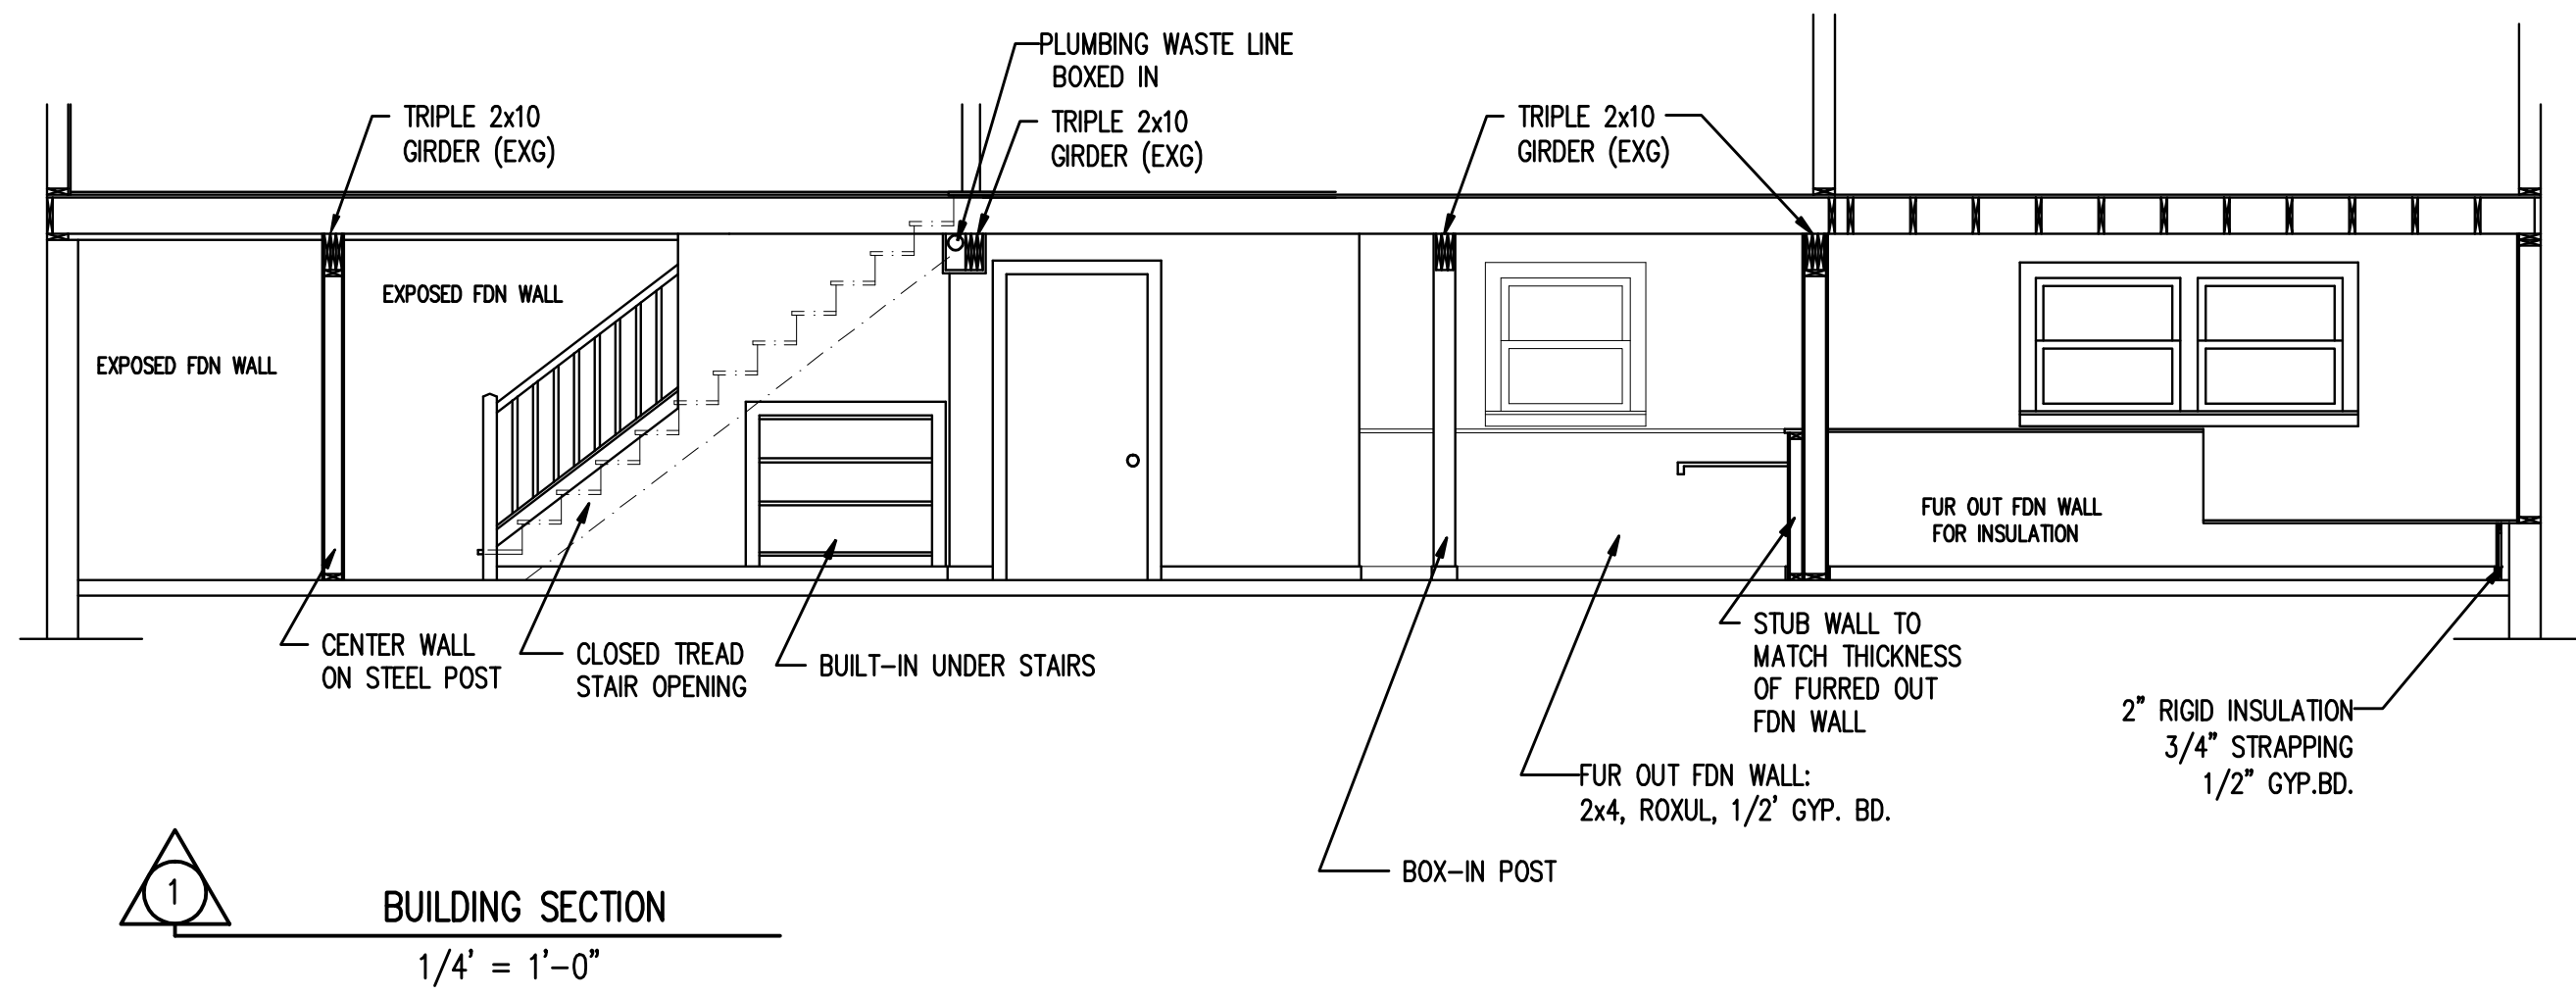 PLUMBING WASTE LINE
BOXED IN
TRIPLE 2x10
GIRDER (EXG)
TRIPLE 2x10
GIRDER (EXG)
TRIPLE 2x10
GIRDER (EXG)
EXPOSED FDN WALL
EXPOSED FDN WALL
FUR OUT FDN WALL
FOR INSULATION
CENTER WALL
ON STEEL POST
CLOSED TREAD
STAIR OPENING
BUILT-IN UNDER STAIRS
STUB WALL TO
MATCH THICKNESS
OF FURRED OUT
FDN WALL
2" RIGID INSULATION
3/4" STRAPPING
1/2" GYP.BD.
FUR OUT FDN WALL:
2x4, ROXUL, 1/2' GYP. BD.
BOX-IN POST
1
BUILDING SECTION
1/4' = 1'-0"